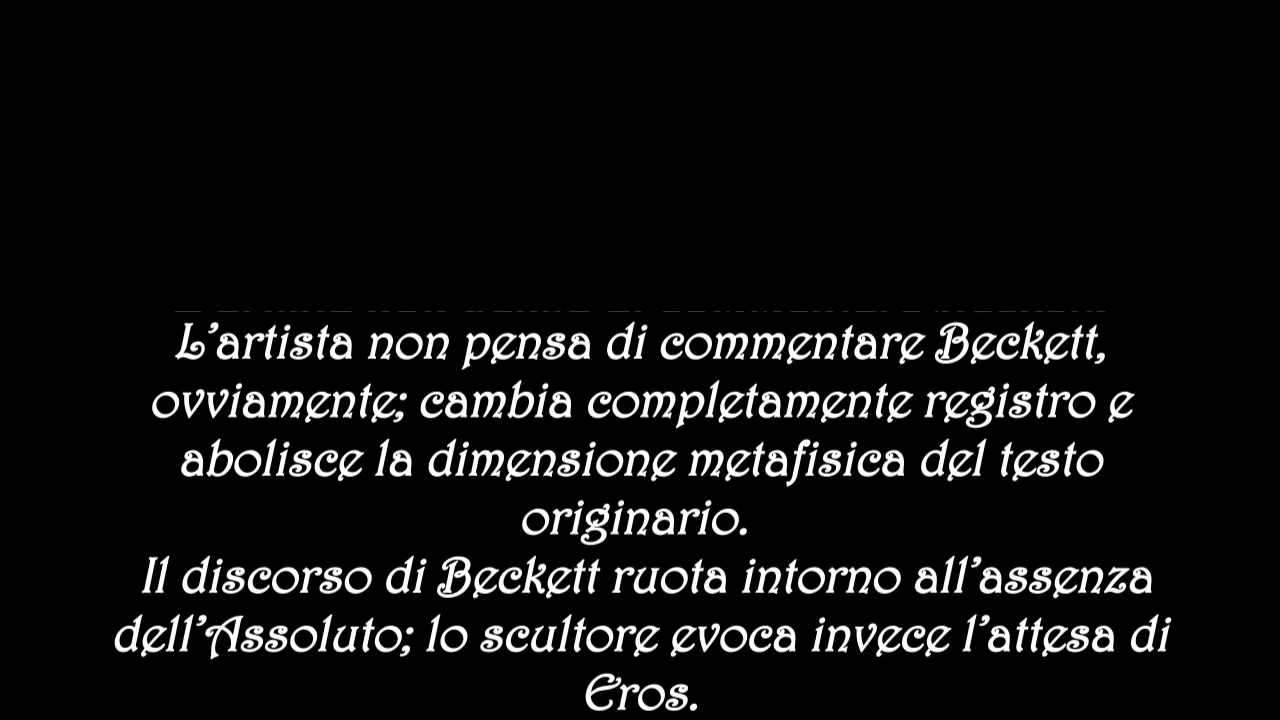 L'artista non pensa di commentare Beckett,
ovviamente; cambia completamente registro e
abolisce la dimensione metafisica del testo
originario.
Il discorso di Beckett ruota intorno all'assenza
dell'Assoluto; lo scultore evoca invece l'attesa di
Eros.